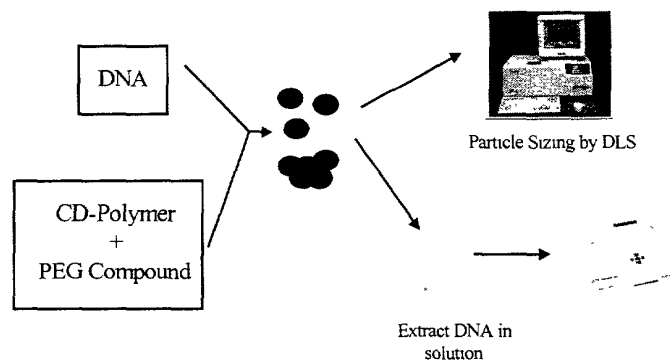 DNA
CD-Polymer
+
PEG Compound
Particle Sizing by DLS
Extract DNA in
solution